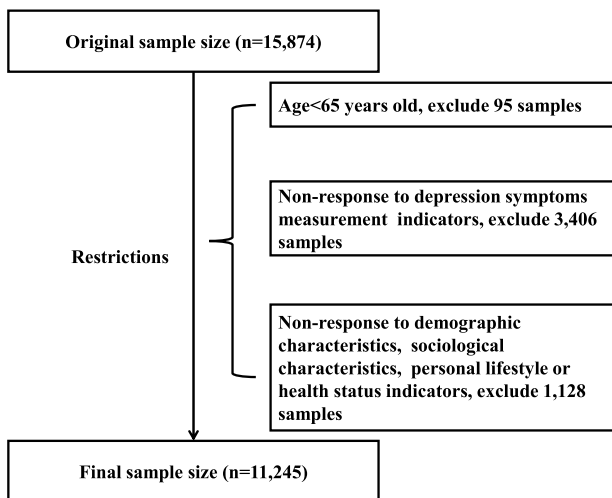 Original sample size (n=15,874)
Age<65 years old, exclude 95 samples
Non-response to depression symptoms
measurement indicators, exclude 3,406
samples
Restrictions
Non-response to demographic
characteristics, sociological
characteristics, personal lifestyle or
health status indicators, exclude 1,128
samples
Final sample size (n=11,245)